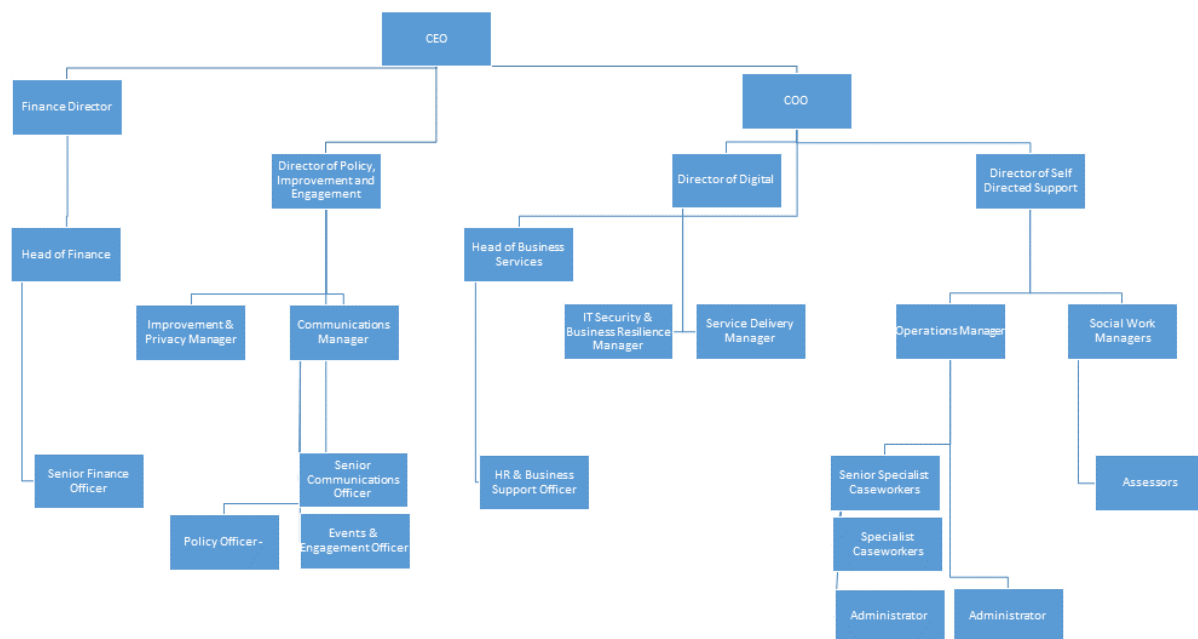 CEO
Finance Director
COO
Director of Policy,
Improvement and
Engagement
Director of Digital
Director of Self
Directed Support
Head of Finance
Head of Business
Services
Improvement &
Privacy Manager
Communications
Manager
IT Security &
Business Resilience
Manager
Service Delivery
Manager
Operations Manager
Social Work
Managers
Senior Finance
Officer
Senior
Communications
Officer
HR & Business
Support Officer
Senior Specialist
Caseworkers
Assessors
Policy Officer -
Events &
Engagement Officer
Specialist
Caseworkers
Administrator
Administrator